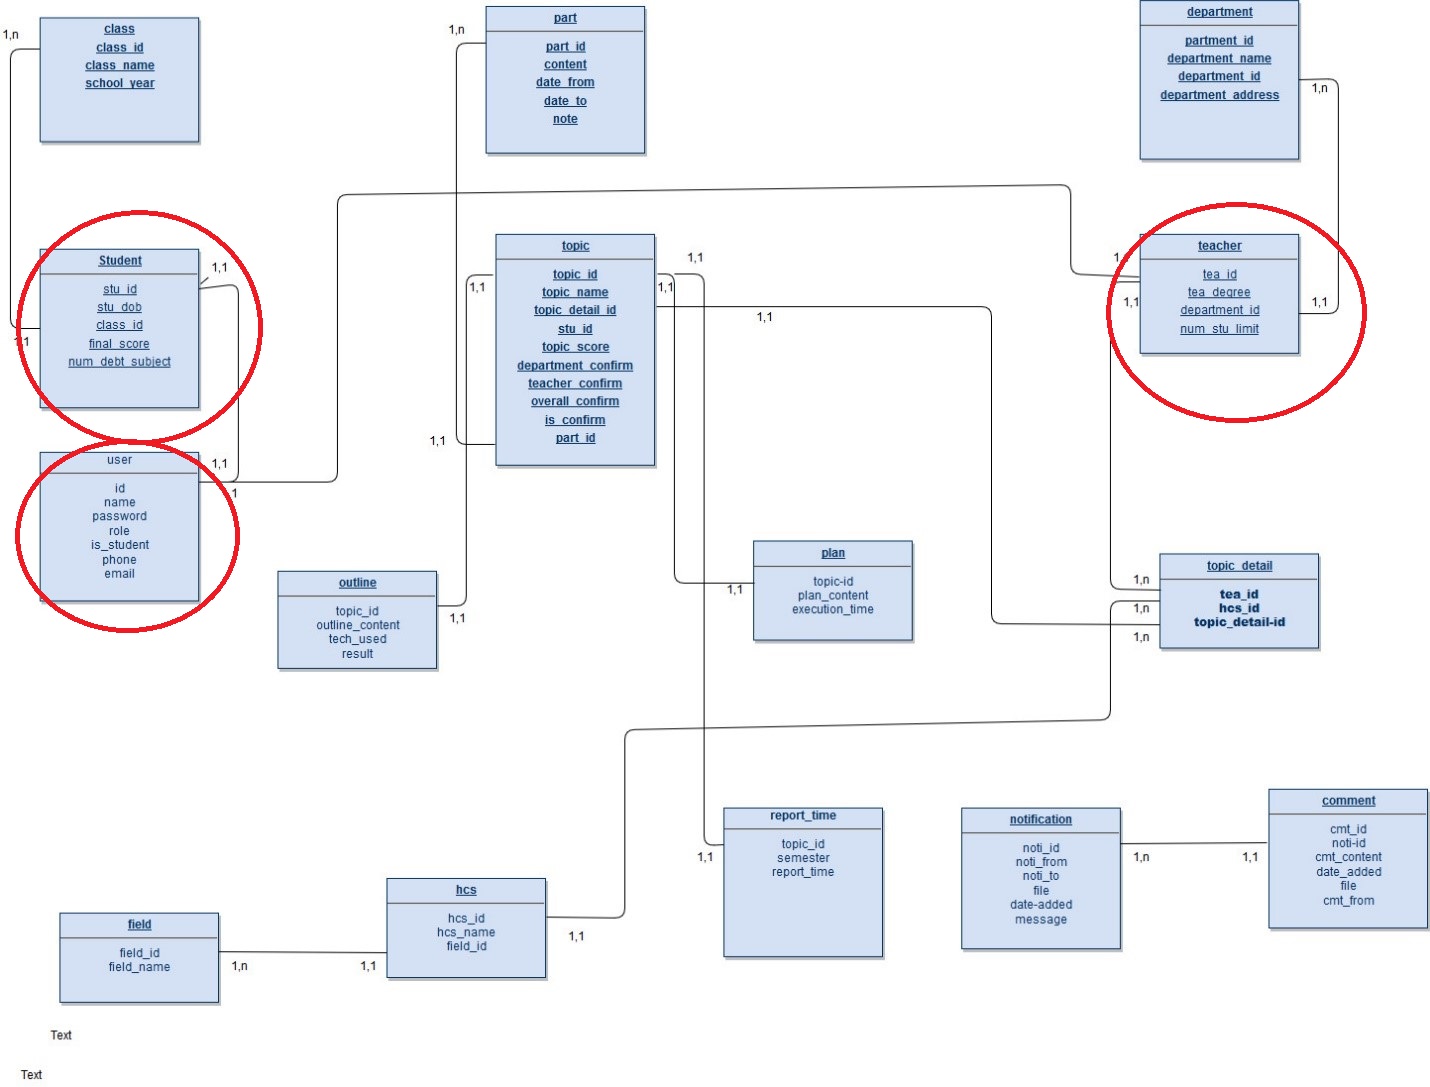 class
class_id
class_name
school_year
1,n
part
part_id
content
date_from
date_to
note
1,n
department
partment_id
department_name
department_id
department_address
1,n
Student
stu_id
stu_dob
class_id
final_score
num_debt_subject
1,1
1,1
topic
topic_id
topic_name
topic_detail_id
stu_id
topic_score
department_confirm
teacher_confirm
overall_confirm
is_confirm
part_id
1,1
1,1
1,1
1,1
1,1
teacher
tea_id
tea_degree
department_id
num_stu_limit
1,
1,1
1,1
user
id
name
password
role
is_student
phone
email
1,1
1
outline
topic_id
outline_content
tech_used
result
1,1
plan
topic-id
plan_content
execution_time
1,1
topic_detail
tea_id
hcs_id
topic_detail-id
1,n
1,n
1,n
report_time
topic_id
semester
report_time
1,1
notification
noti_id
noti_from
noti_to
file
date-added
message
1,n
1,1
comment
cmt_id
noti-id
cmt_content
date_added
file
cmt_from
hcs
hcs_id
hcs_name
field_id
1,1
field
field_id
field_name
1,n
1,1
Text
Text